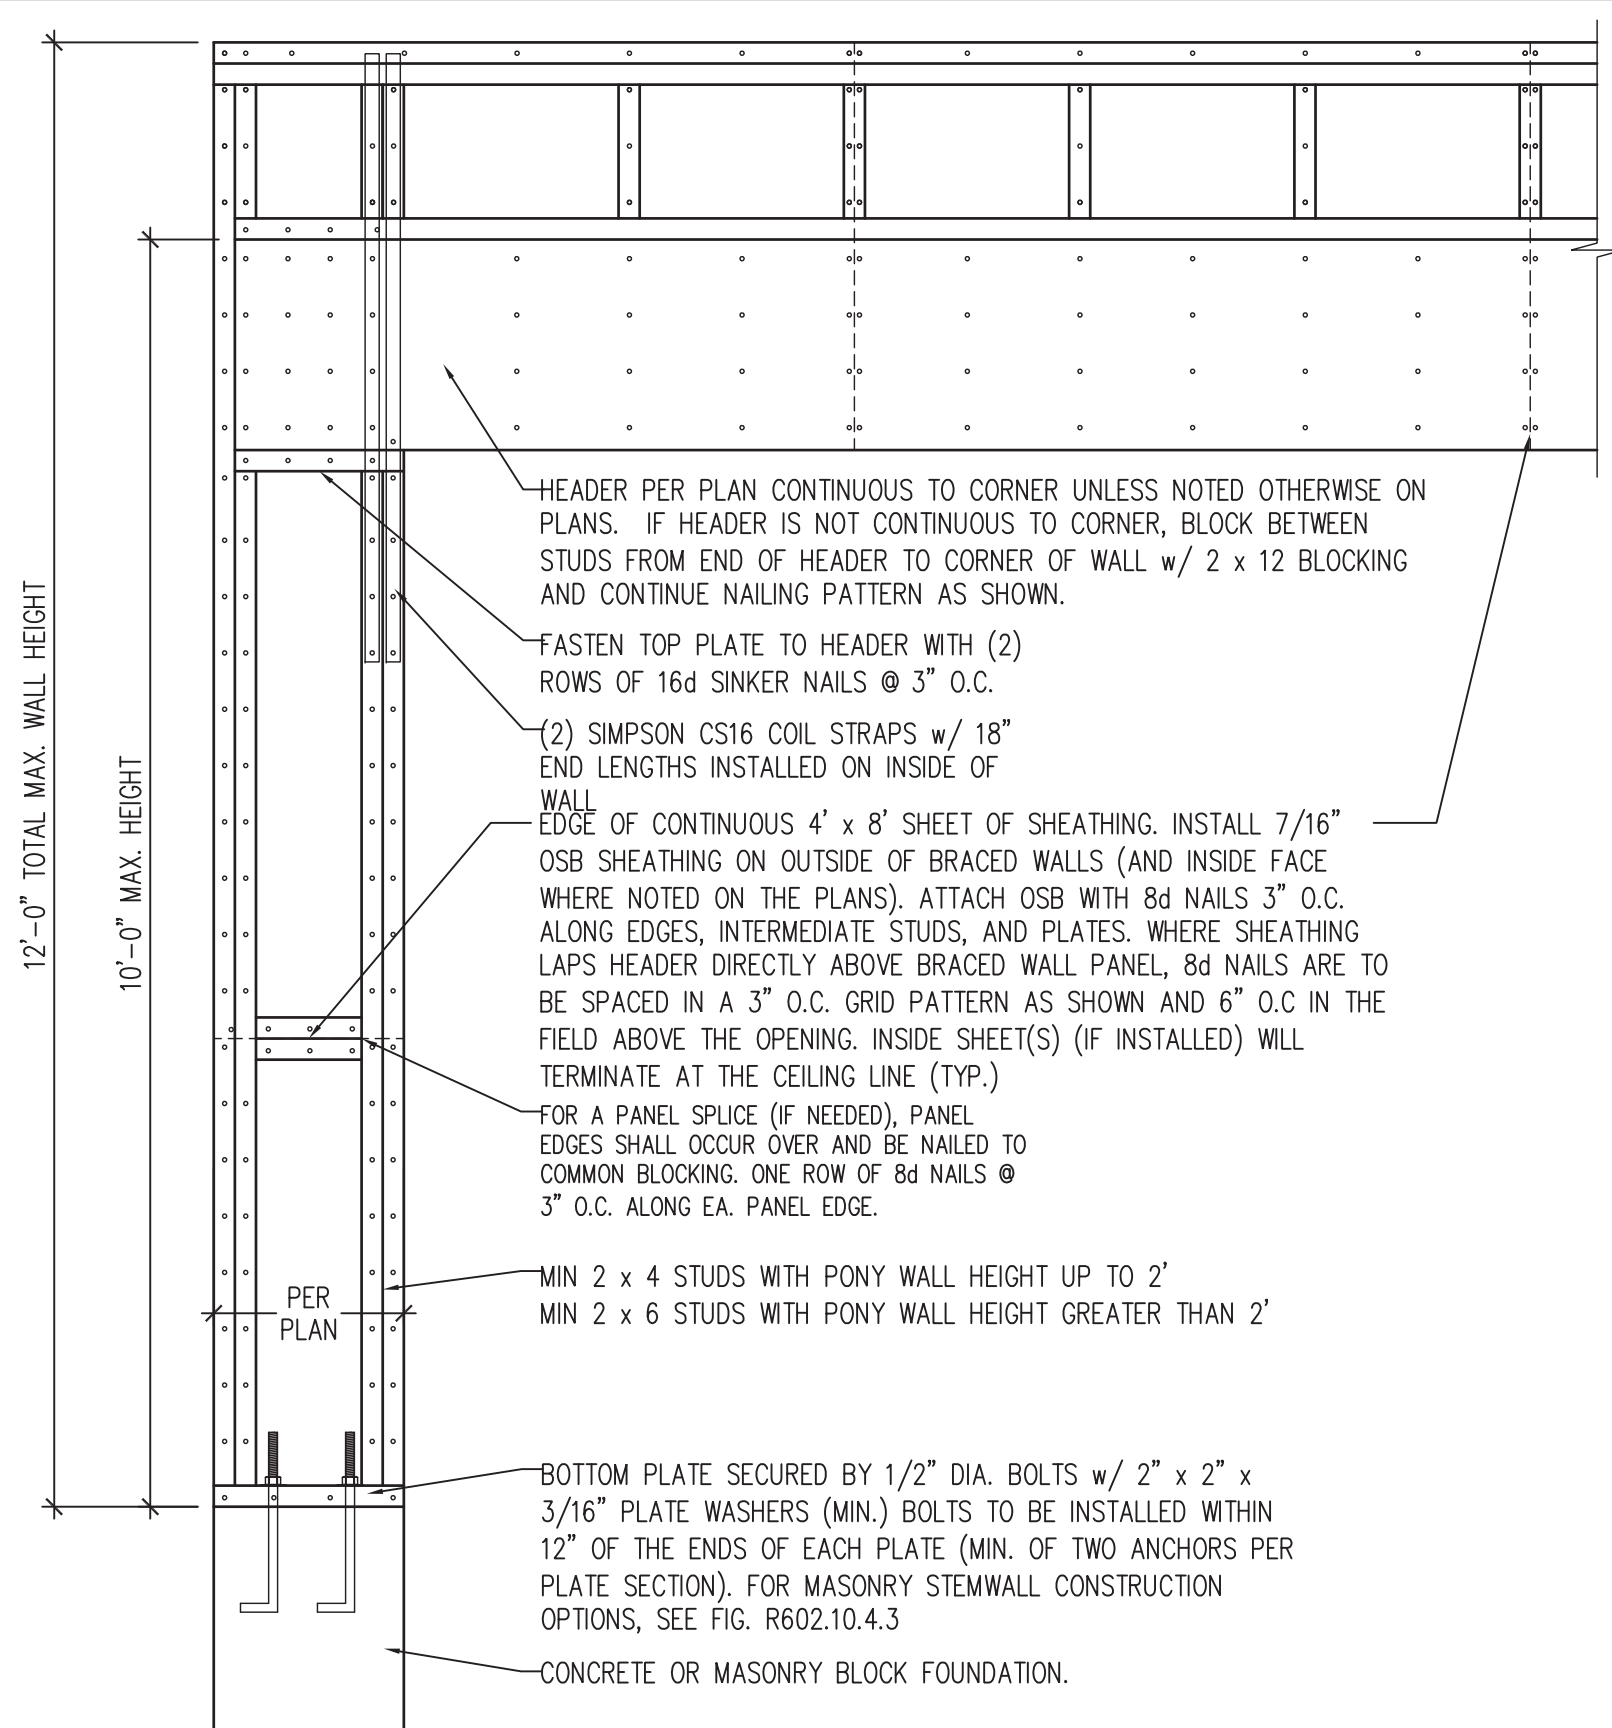 HEADER PER PLAN CONTINUOUS TO CORNER UNLESS NOTED OTHERWISE ON
PLANS. IF HEADER IS NOT CONTINUOUS TO CORNER, BLOCK BETWEEN
STUDS FROM END OF HEADER TO CORNER OF WALL w/ 2 x 12 BLOCKING
AND CONTINUE NAILING PATTERN AS SHOWN.
FASTEN TOP PLATE TO HEADER WITH (2)
ROWS OF 16d SINKER NAILS @ 3" O.C.
(2) SIMPSON CS16 COIL STRAPS w/ 18"
END LENGTHS INSTALLED ON INSIDE OF
WALL
EDGE OF CONTINUOUS 4' x 8' SHEET OF SHEATHING. INSTALL 7/16"
OSB SHEATHING ON OUTSIDE OF BRACED WALLS (AND INSIDE FACE
WHERE NOTED ON THE PLANS). ATTACH OSB WITH 8d NAILS 3" O.C.
ALONG EDGES, INTERMEDIATE STUDS, AND PLATES. WHERE SHEATHING
LAPS HEADER DIRECTLY ABOVE BRACED WALL PANEL, 8d NAILS ARE TO
BE SPACED IN A 3" O.C. GRID PATTERN AS SHOWN AND 6" O.C IN THE
FIELD ABOVE THE OPENING. INSIDE SHEET(S) (IF INSTALLED) WILL
TERMINATE AT THE CEILING LINE (TYP.)
FOR A PANEL SPLICE (IF NEEDED), PANEL
EDGES SHALL OCCUR OVER AND BE NAILED TO
COMMON BLOCKING. ONE ROW OF 8d NAILS @
3" O.C. ALONG EA. PANEL EDGE.
MIN 2 x 4 STUDS WITH PONY WALL HEIGHT UP TO 2'
MIN 2 x 6 STUDS WITH PONY WALL HEIGHT GREATER THAN 2'
BOTTOM PLATE SECURED BY 1/2" DIA. BOLTS w/ 2" x 2" x
3/16" PLATE WASHERS (MIN.) BOLTS TO BE INSTALLED WITHIN
12" OF THE ENDS OF EACH PLATE (MIN. OF TWO ANCHORS PER
PLATE SECTION). FOR MASONRY STEMWALL CONSTRUCTION
OPTIONS, SEE FIG. R602.10.4.3
CONCRETE OR MASONRY BLOCK FOUNDATION.
12'-0" TOTAL MAX. WALL HEIGHT
10'-0" MAX. HEIGHT
PER
PLAN